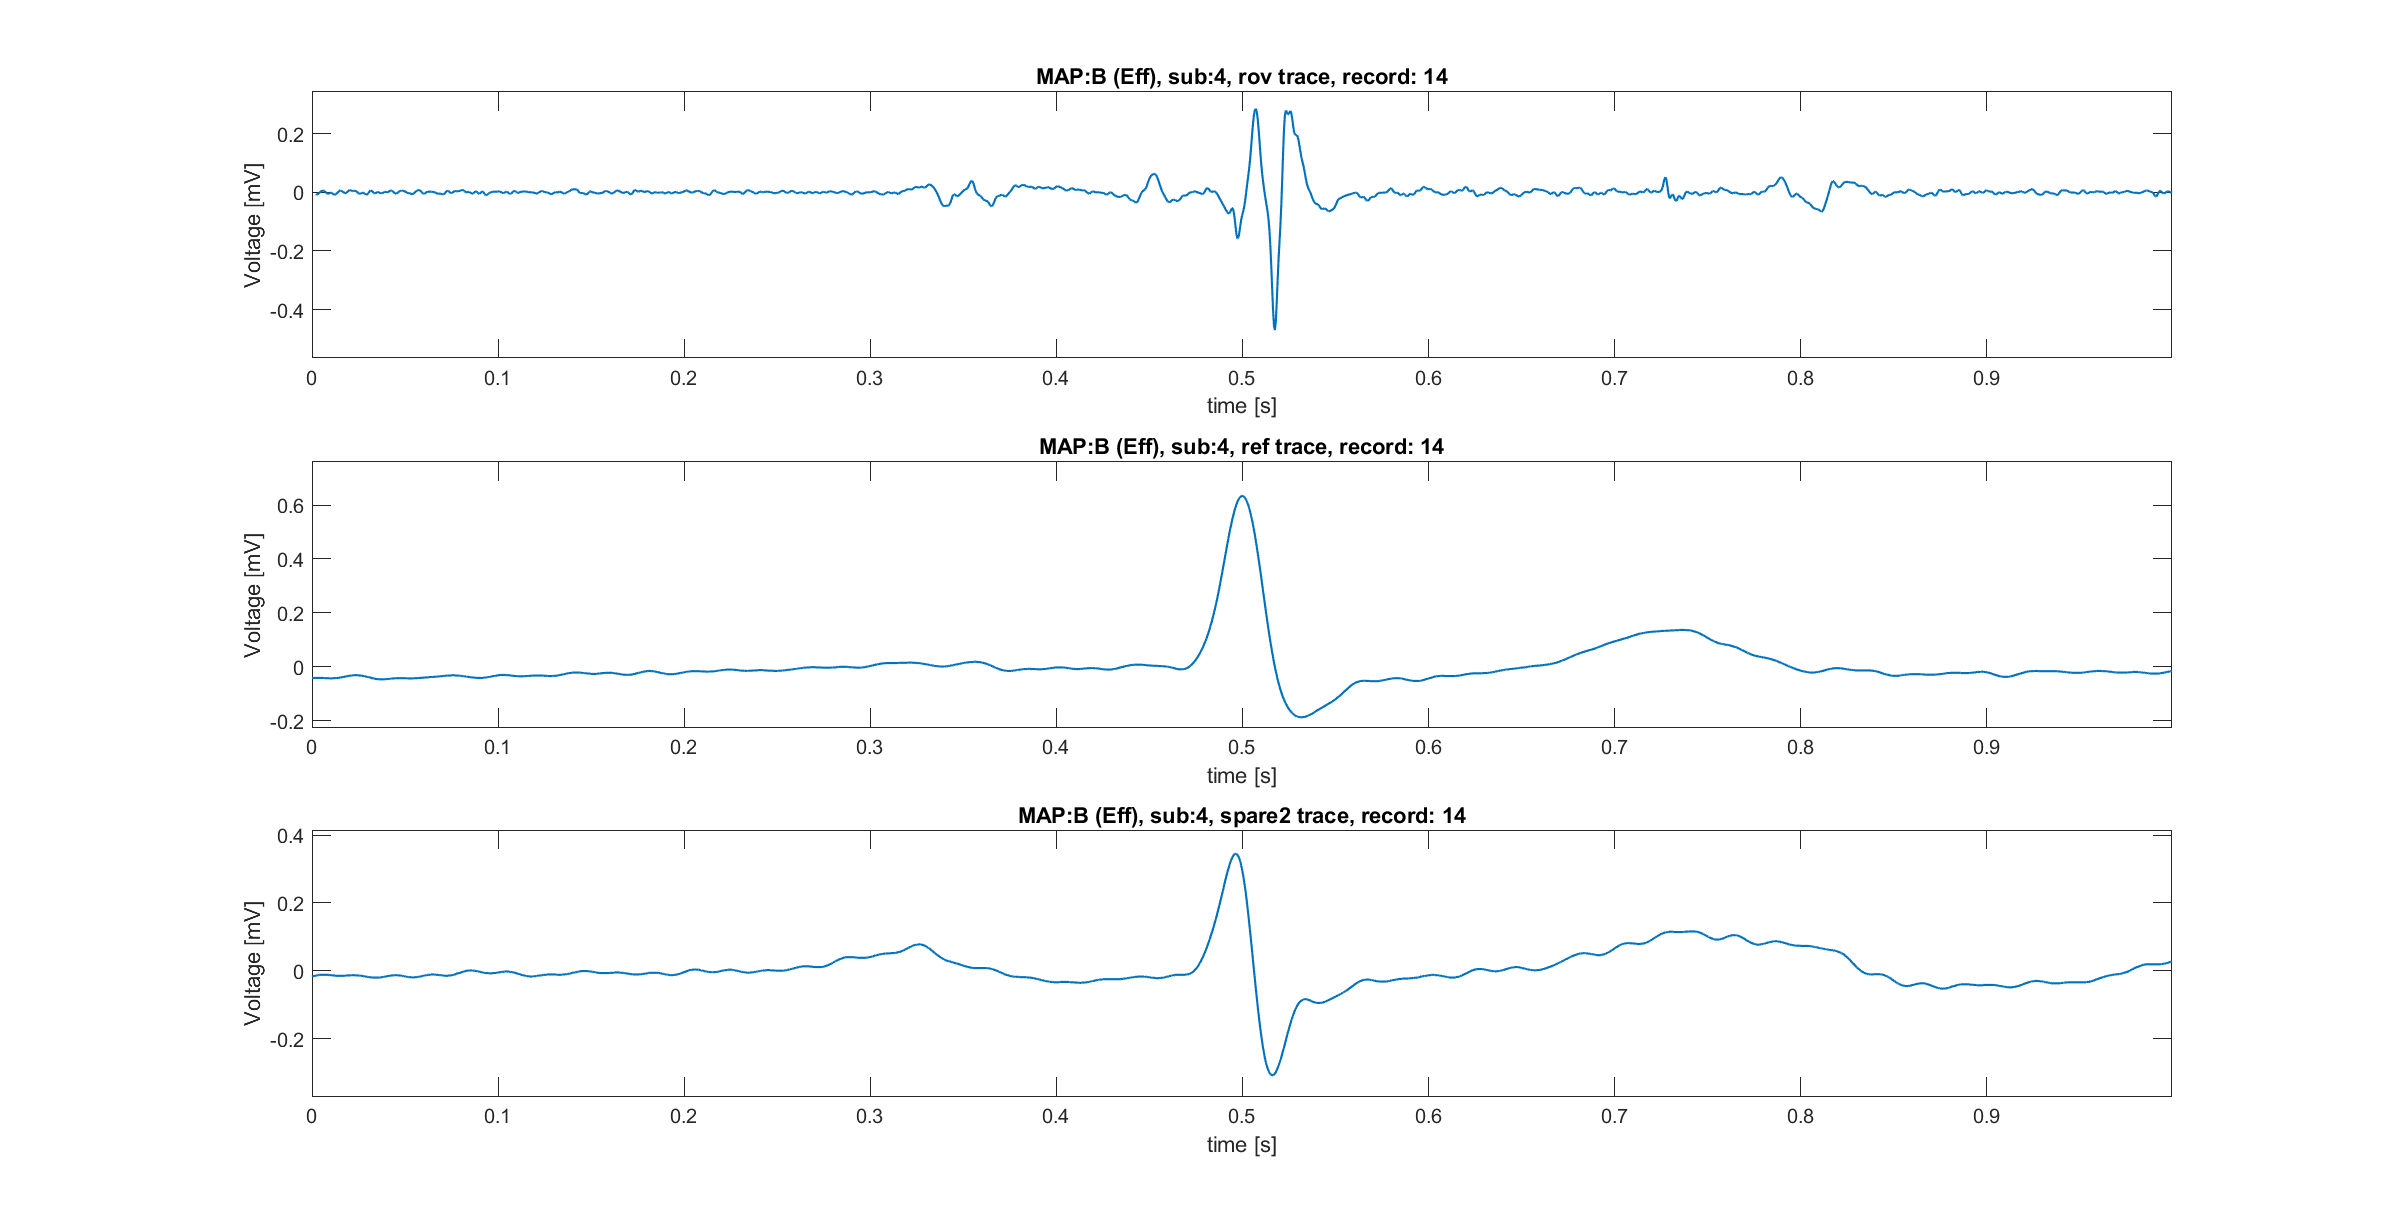 MAP:B (Eff), sub:4, rov trace, record: 14
Voltage [mV]
0.2
0
-0.2
-0.4
0 0.1 0.2 0.3 0.4 0.5 0.6 0.7 0.8 0.9
time [s]
MAP:B (Eff), sub:4, ref trace, record: 14
Voltage [mV]
0.6
0.4
0.2
0
-0.2
0 0.1 0.2 0.3 0.4 0.5 0.6 0.7 0.8 0.9
time [s]
MAP:B (Eff), sub:4, spare2 trace, record: 14
Voltage [mV]
0.4
0.2
0
-0.2
0 0.1 0.2 0.3 0.4 0.5 0.6 0.7 0.8 0.9
time [s]